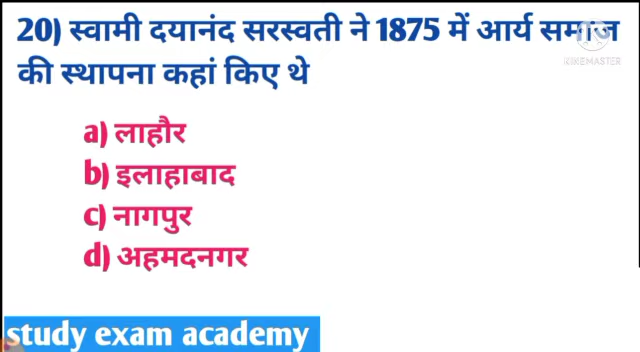 20) स्वामी दयानंद सरस्वती ने 1875 में आर्य समाज
KINEMASTER
की स्थापना कहां किए थे
a) लाहौर
b) इलाहाबाद
c) नागपुर
d) अहमदनगर
study exam academy